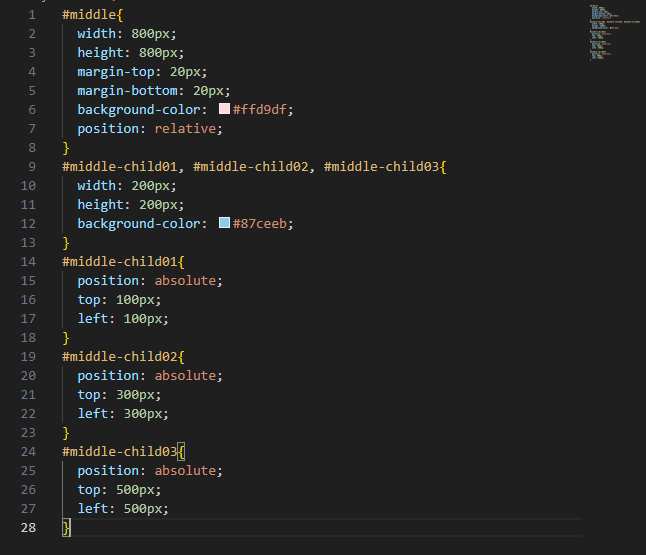 1 #middle{
2 width: 800px;
3 height: 800px;
4 margin-top: 20px;
5 margin-bottom: 20px;
6 background-color: #ffd9df;
7 position: relative;
8 }
9 #middle-child01, #middle-child02, #middle-child03{
10 width: 200px;
11 height: 200px;
12 background-color: #87ceeb;
13 }
14 #middle-child01{
15 position: absolute;
16 top: 100px;
17 left: 100px;
18 }
19 #middle-child02{
20 position: absolute;
21 top: 300px;
22 left: 300px;
23 }
24 #middle-child03{
25 position: absolute;
26 top: 500px;
27 left: 500px;
28 }